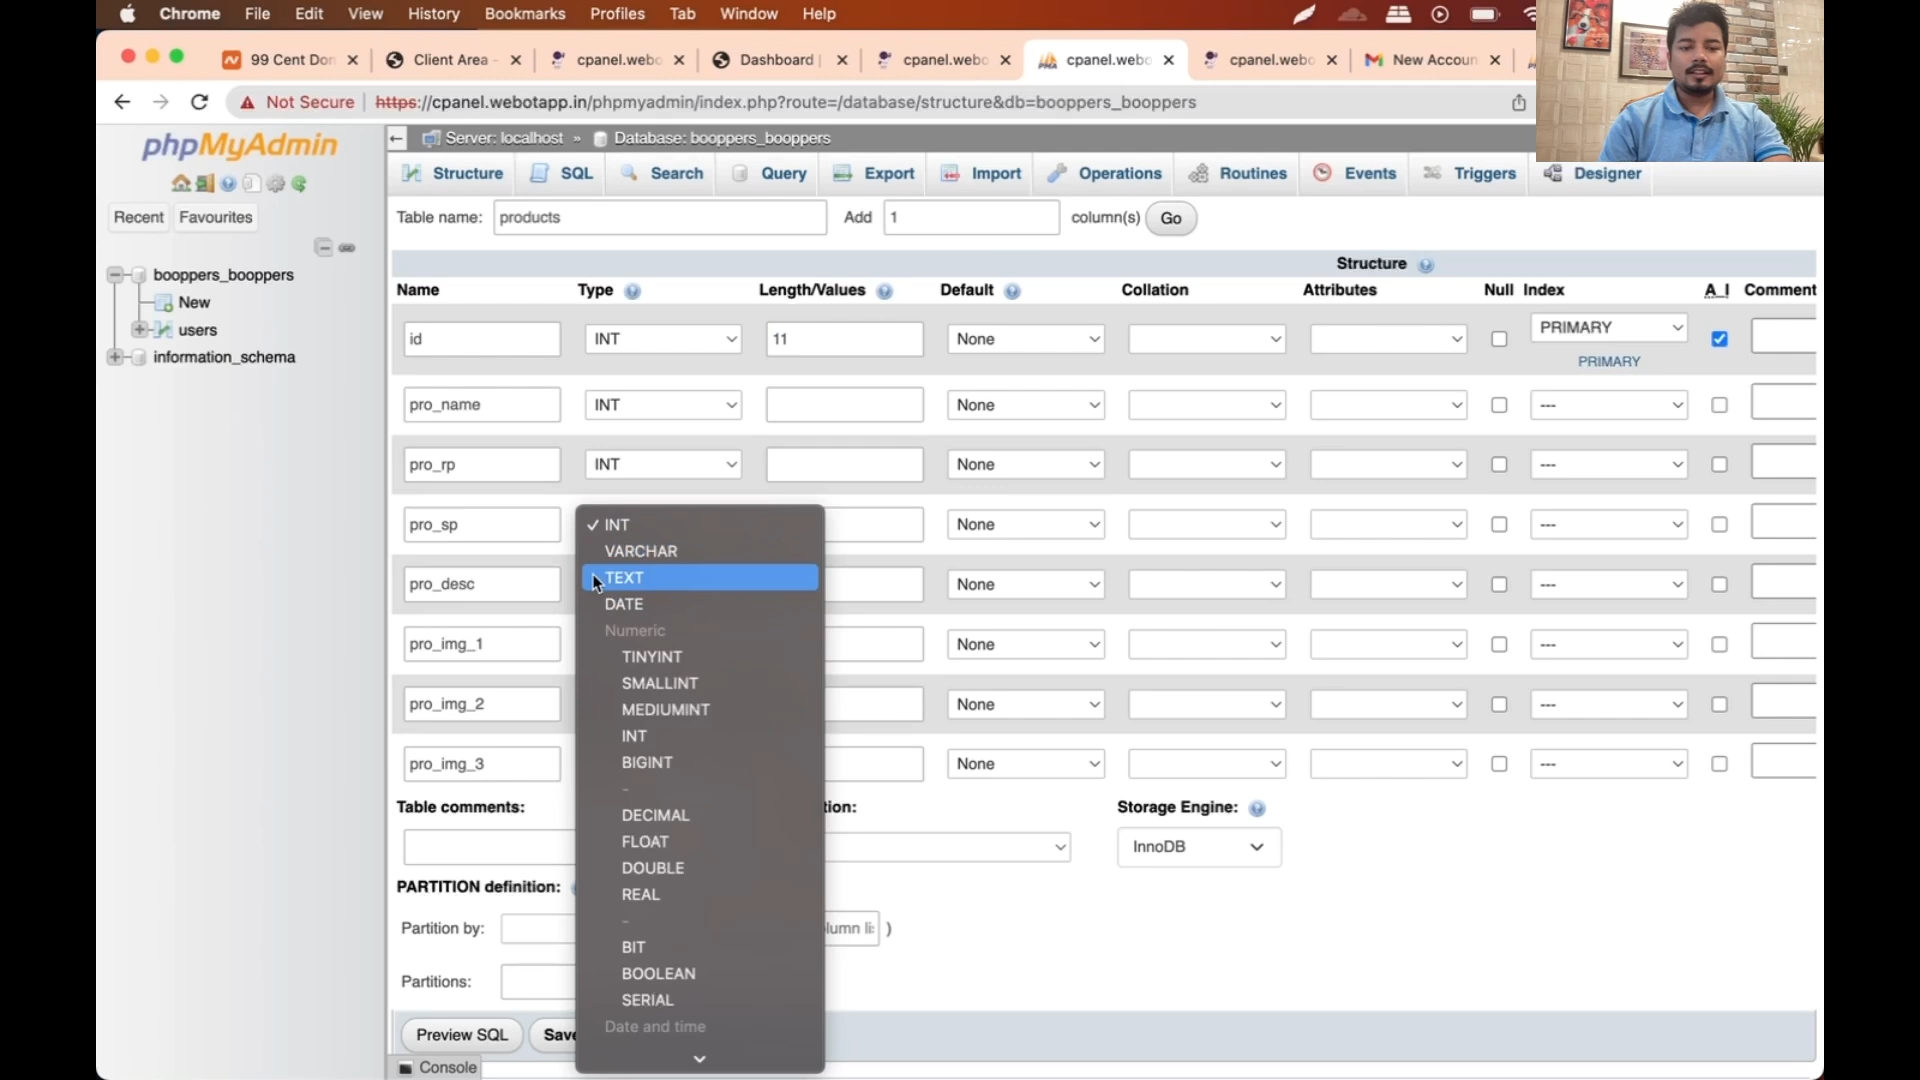 Chrome File Edit View History Bookmarks Profiles Tab Window Help
99 Cent Don Client Area - cpanel.webo Dashboard | cpanel.webo cpanel.webo cpanel.webo New Accoun
Not Secure https://cpanel.webotapp.in/phpmyadmin/index.php?route=/database/structure&db=booppers_booppers
phpMyAdmin
Recent Favourites
booppers_booppers
New
users
information_schema
Server: localhost » Database: booppers_booppers
Structure SQL Search Query Export Import Operations Routines Events Triggers Designer
Table name: products Add 1 column(s) Go
Structure
Name Type Length/Values Default Collation Attributes Null Index A_I Comment
id INT 11 None PRIMARY
PRIMARY
pro_name INT None ---
pro_rp INT None ---
pro_sp None ---
pro_desc None ---
pro_img_1 None ---
pro_img_2 None ---
pro_img_3 None ---
✓ INT
VARCHAR
TEXT
DATE
Numeric
TINYINT
SMALLINT
MEDIUMINT
INT
BIGINT
-
DECIMAL
FLOAT
DOUBLE
REAL
-
BIT
BOOLEAN
SERIAL
Date and time
Table comments: tion: Storage Engine:
InnoDB
PARTITION definition:
Partition by: lumn li )
Partitions:
Preview SQL Save
Console